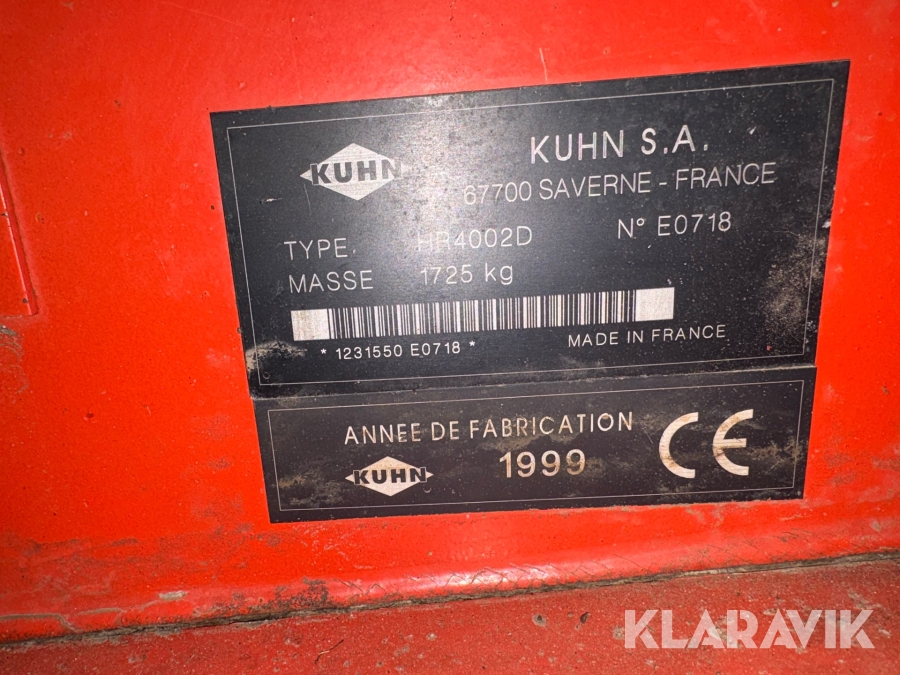 KUHN
KUHN S.A.
67700 SAVERNE - FRANCE
TYPE HR4002D N° E0718
MASSE 1725 kg
* 1231550 E0718 *
MADE IN FRANCE
ANNEE DE FABRICATION
KUHN
1999
CE
KLARAVIK